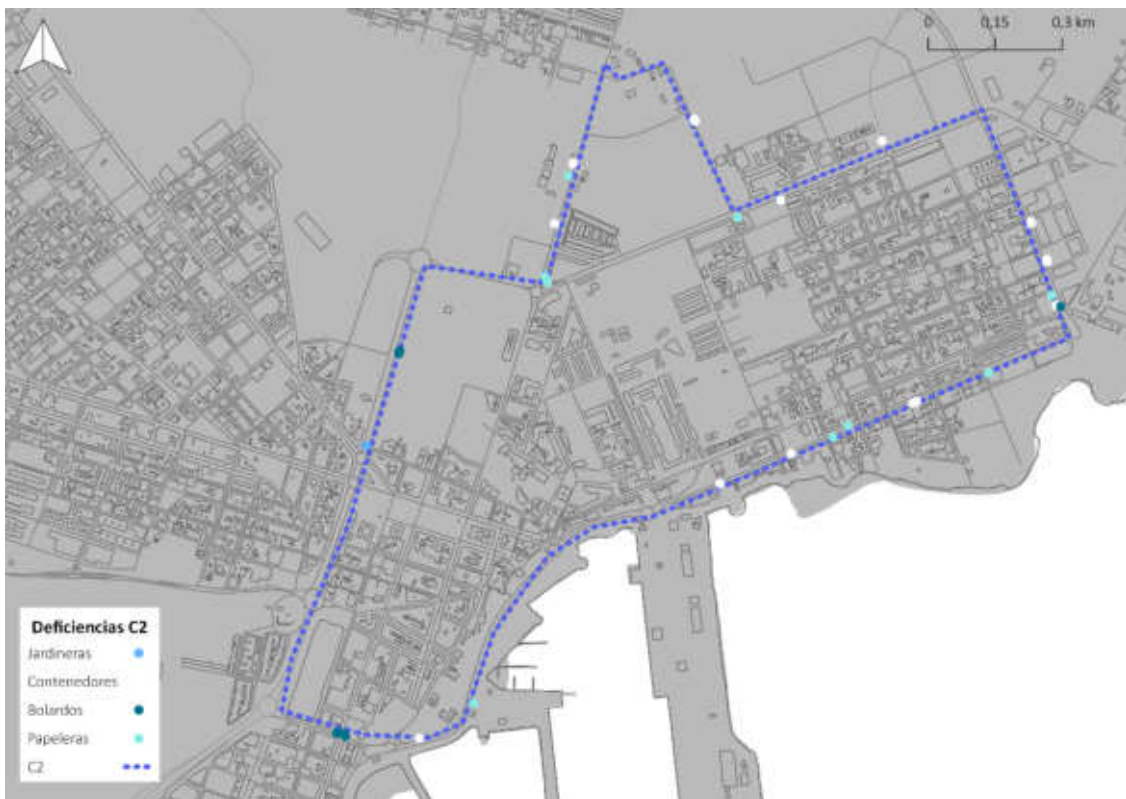 0 0,15 0,3 km
Deficiencias C2
Jardineras
Contenedores
Bolardos
Papeleras
C2